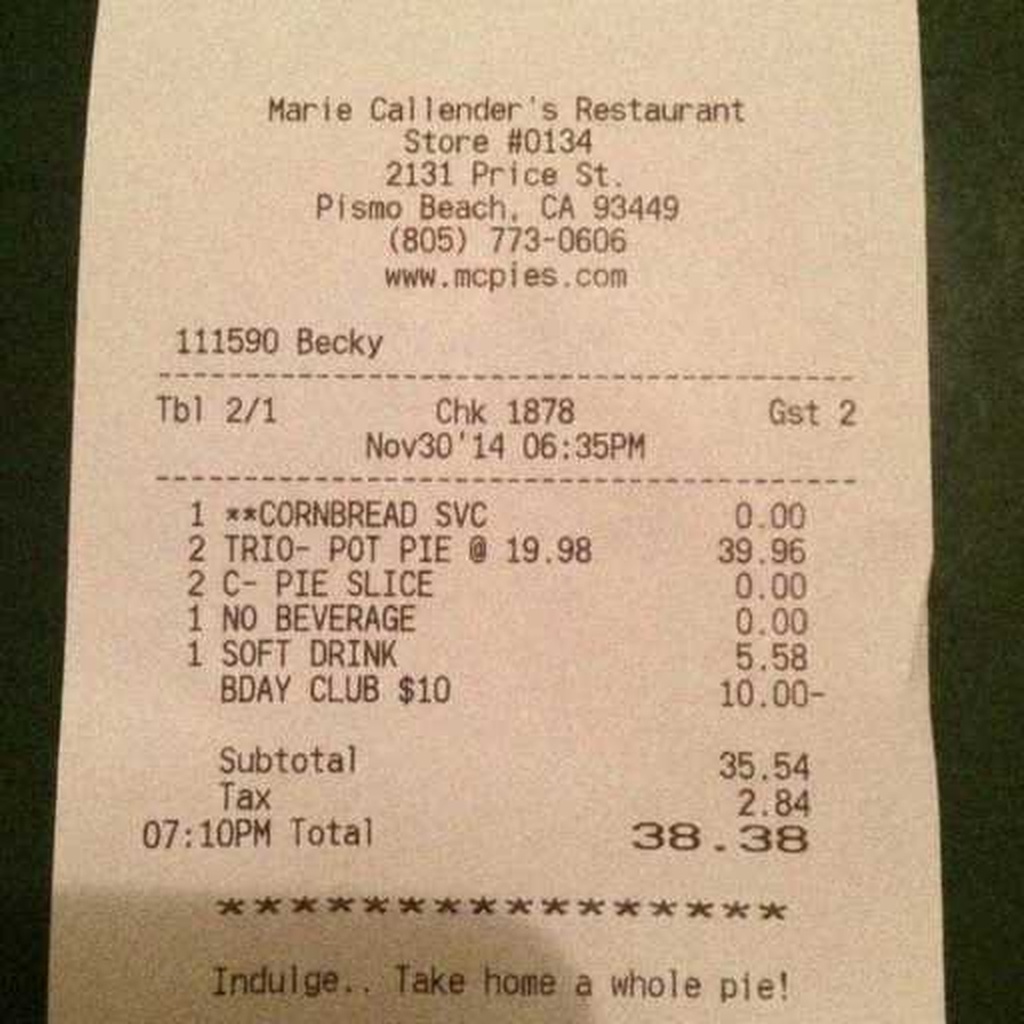 Marie Callender's Restaurant
Store #0134
2131 Price St.
Pismo Beach, CA 93449
(805) 773-0606
www.mcpies.com
111590 Becky
----------------------------------------
Tbl 2/1 Chk 1878 Gst 2
Nov30'14 06:35PM
----------------------------------------
1 **CORNBREAD SVC 0.00
2 TRIO- POT PIE @ 19.98 39.96
2 C- PIE SLICE 0.00
1 NO BEVERAGE 0.00
1 SOFT DRINK 5.58
BDAY CLUB $10 10.00-
Subtotal 35.54
Tax 2.84
07:10PM Total 38.38
****************
Indulge.. Take home a whole pie!